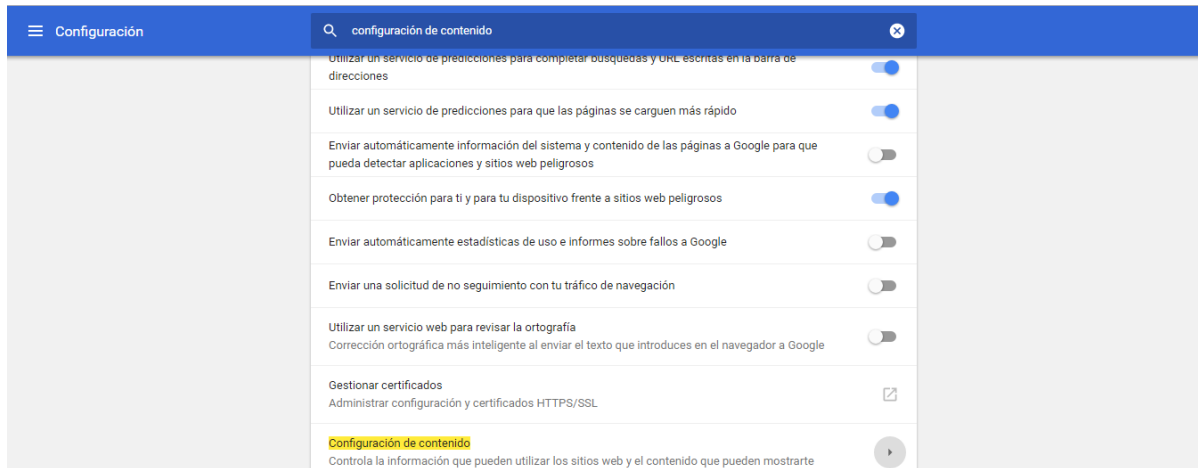 Configuración
configuración de contenido
Utilizar un servicio de predicciones para completar búsquedas y URL escritas en la barra de
direcciones
Utilizar un servicio de predicciones para que las páginas se carguen más rápido
Enviar automáticamente información del sistema y contenido de las páginas a Google para que
pueda detectar aplicaciones y sitios web peligrosos
Obtener protección para ti y para tu dispositivo frente a sitios web peligrosos
Enviar automáticamente estadísticas de uso e informes sobre fallos a Google
Enviar una solicitud de no seguimiento con tu tráfico de navegación
Utilizar un servicio web para revisar la ortografía
Corrección ortográfica más inteligente al enviar el texto que introduces en el navegador a Google
Gestionar certificados
Administrar configuración y certificados HTTPS/SSL
Configuración de contenido
Controla la información que pueden utilizar los sitios web y el contenido que pueden mostrarte